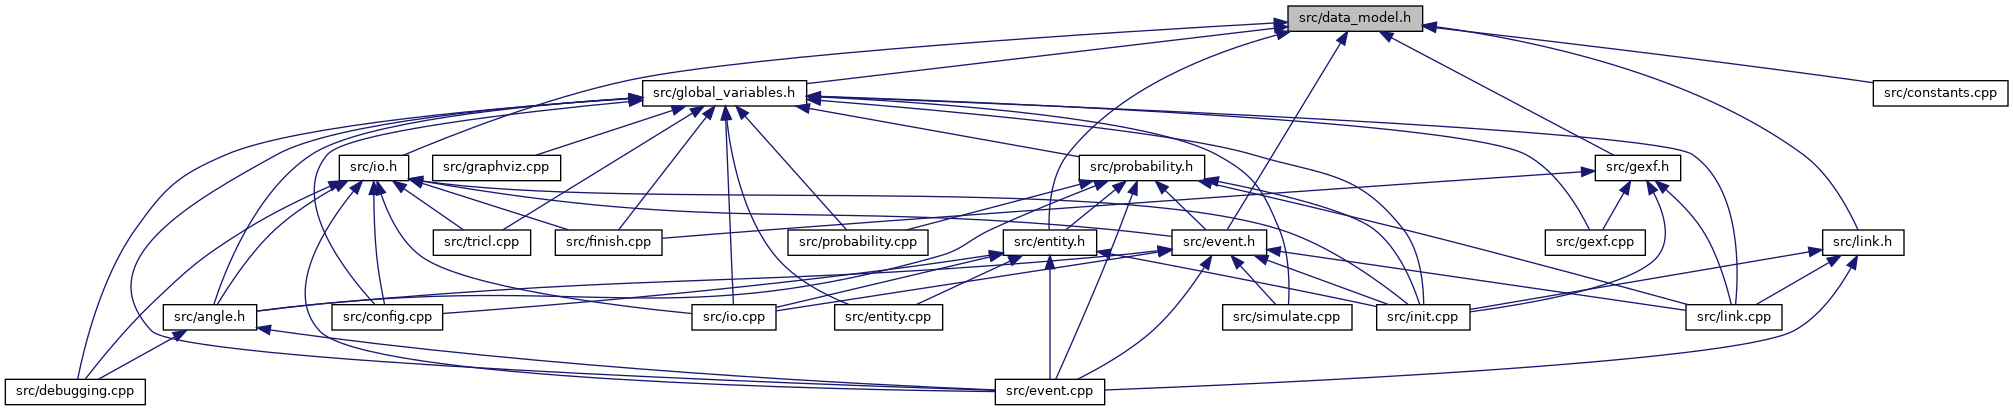 src/data_model.h
src/global_variables.h
src/constants.cpp
src/io.h
src/graphviz.cpp
src/probability.h
src/gexf.h
src/tricl.cpp
src/finish.cpp
src/probability.cpp
src/entity.h
src/event.h
src/gexf.cpp
src/link.h
src/angle.h
src/config.cpp
src/io.cpp
src/entity.cpp
src/simulate.cpp
src/init.cpp
src/link.cpp
src/debugging.cpp
src/event.cpp